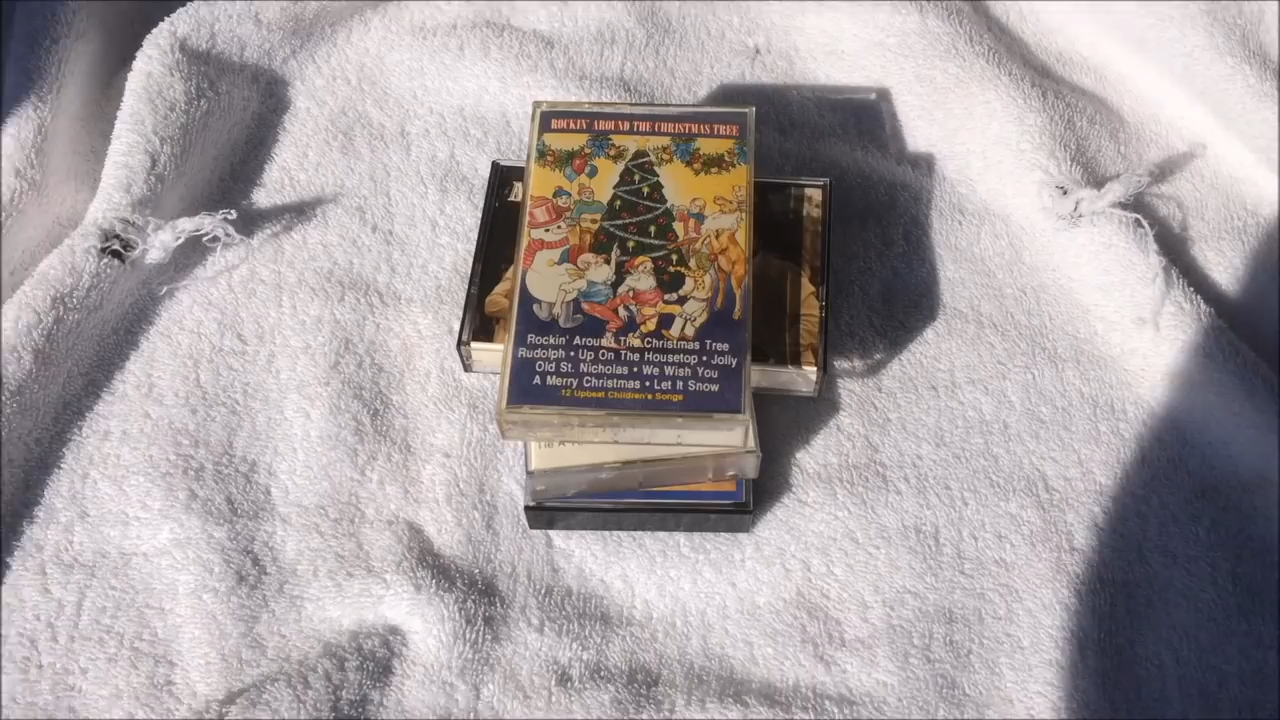 ROCKIN' AROUND THE CHRISTMAS TREE
Rockin' Around The Christmas Tree
Rudolph • Up On The Housetop • Jolly
Old St. Nicholas • We Wish You
A Merry Christmas • Let It Snow
12 Upbeat Children's Songs
Tie A